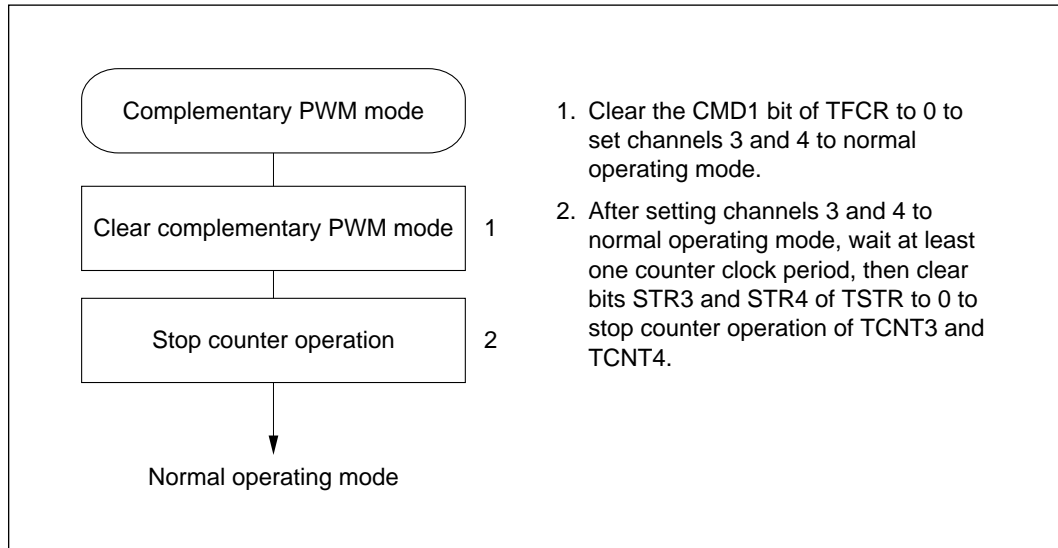 Complementary PWM mode
Clear complementary PWM mode 1
Stop counter operation 2
Normal operating mode
1. Clear the CMD1 bit of TFCR to 0 to
set channels 3 and 4 to normal
operating mode.
2. After setting channels 3 and 4 to
normal operating mode, wait at least
one counter clock period, then clear
bits STR3 and STR4 of TSTR to 0 to
stop counter operation of TCNT3 and
TCNT4.